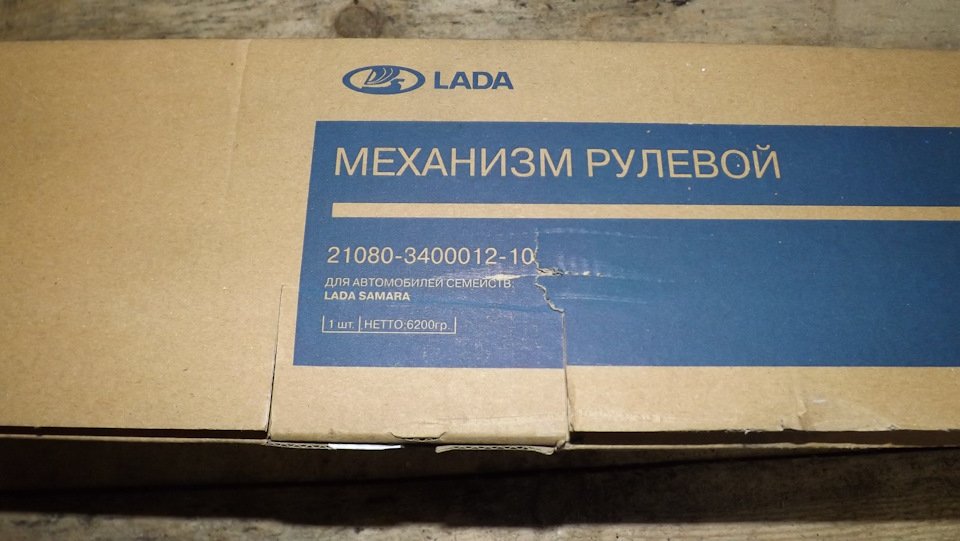 LADA
МЕХАНИЗМ РУЛЕВОЙ
21080-3400012-10
ДЛЯ АВТОМОБИЛЕЙ СЕМЕЙСТВ
LADA SAMARA
1 шт. НЕТТО:6200гр.